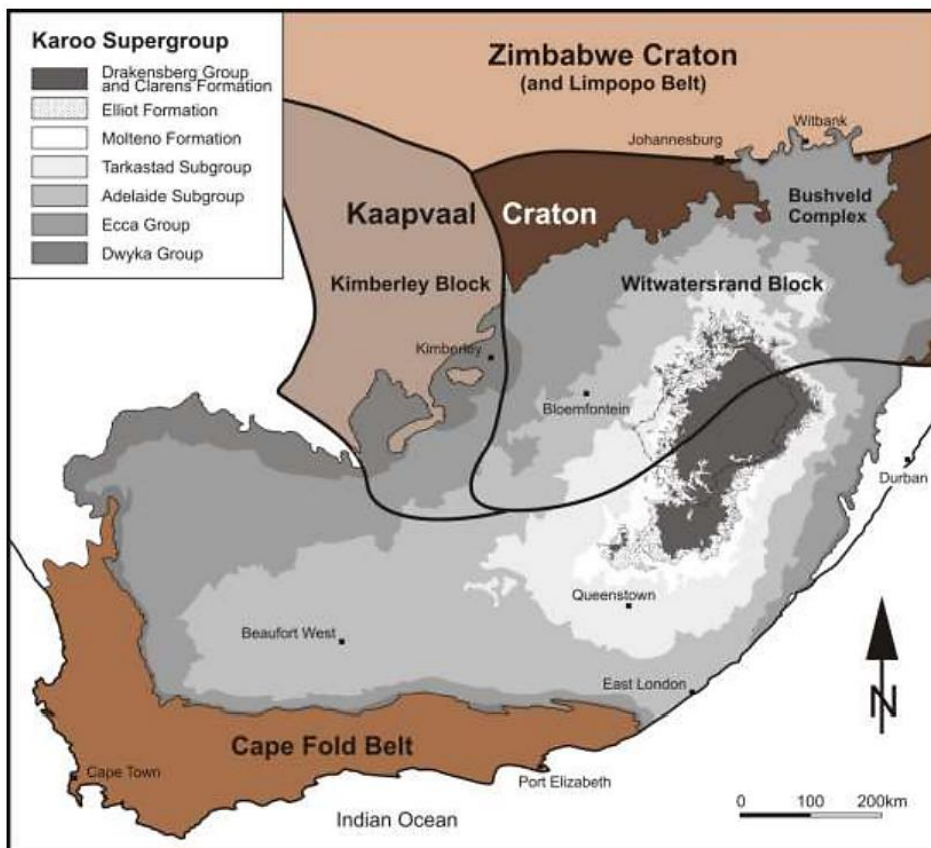 Karoo Supergroup
Drakensberg Group
and Clarens Formation
Elliot Formation
Molteno Formation
Tarkastad Subgroup
Adelaide Subgroup
Ecca Group
Dwyka Group
Zimbabwe Craton
(and Limpopo Belt)
Witbank
Johannesburg
Bushveld
Complex
Kaapvaal Craton
Kimberley Block
Witwatersrand Block
Kimberley
Bloemfontein
Durban
Queenstown
Beaufort West
East London
Cape Fold Belt
Cape Town
Port Elizabeth
Indian Ocean
N
0 100 200km